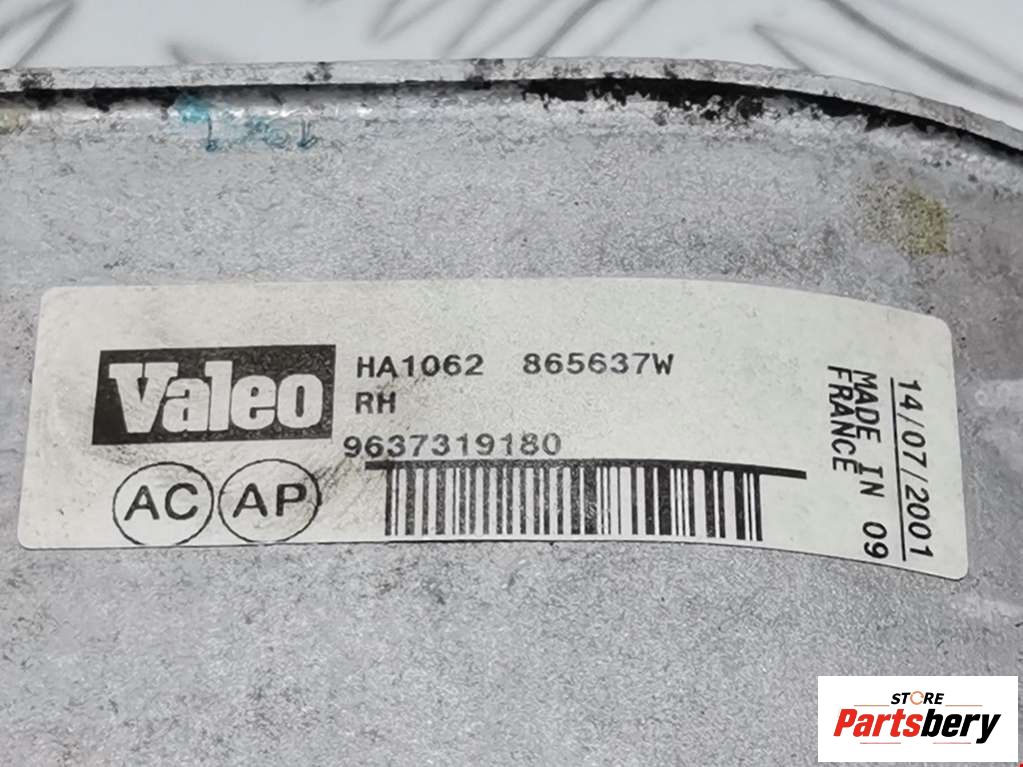 Valeo
HA1062 865637W
RH
9637319180
AC AP
14/07/2001
MADE IN 09
FRANCE
STORE
Partsbery